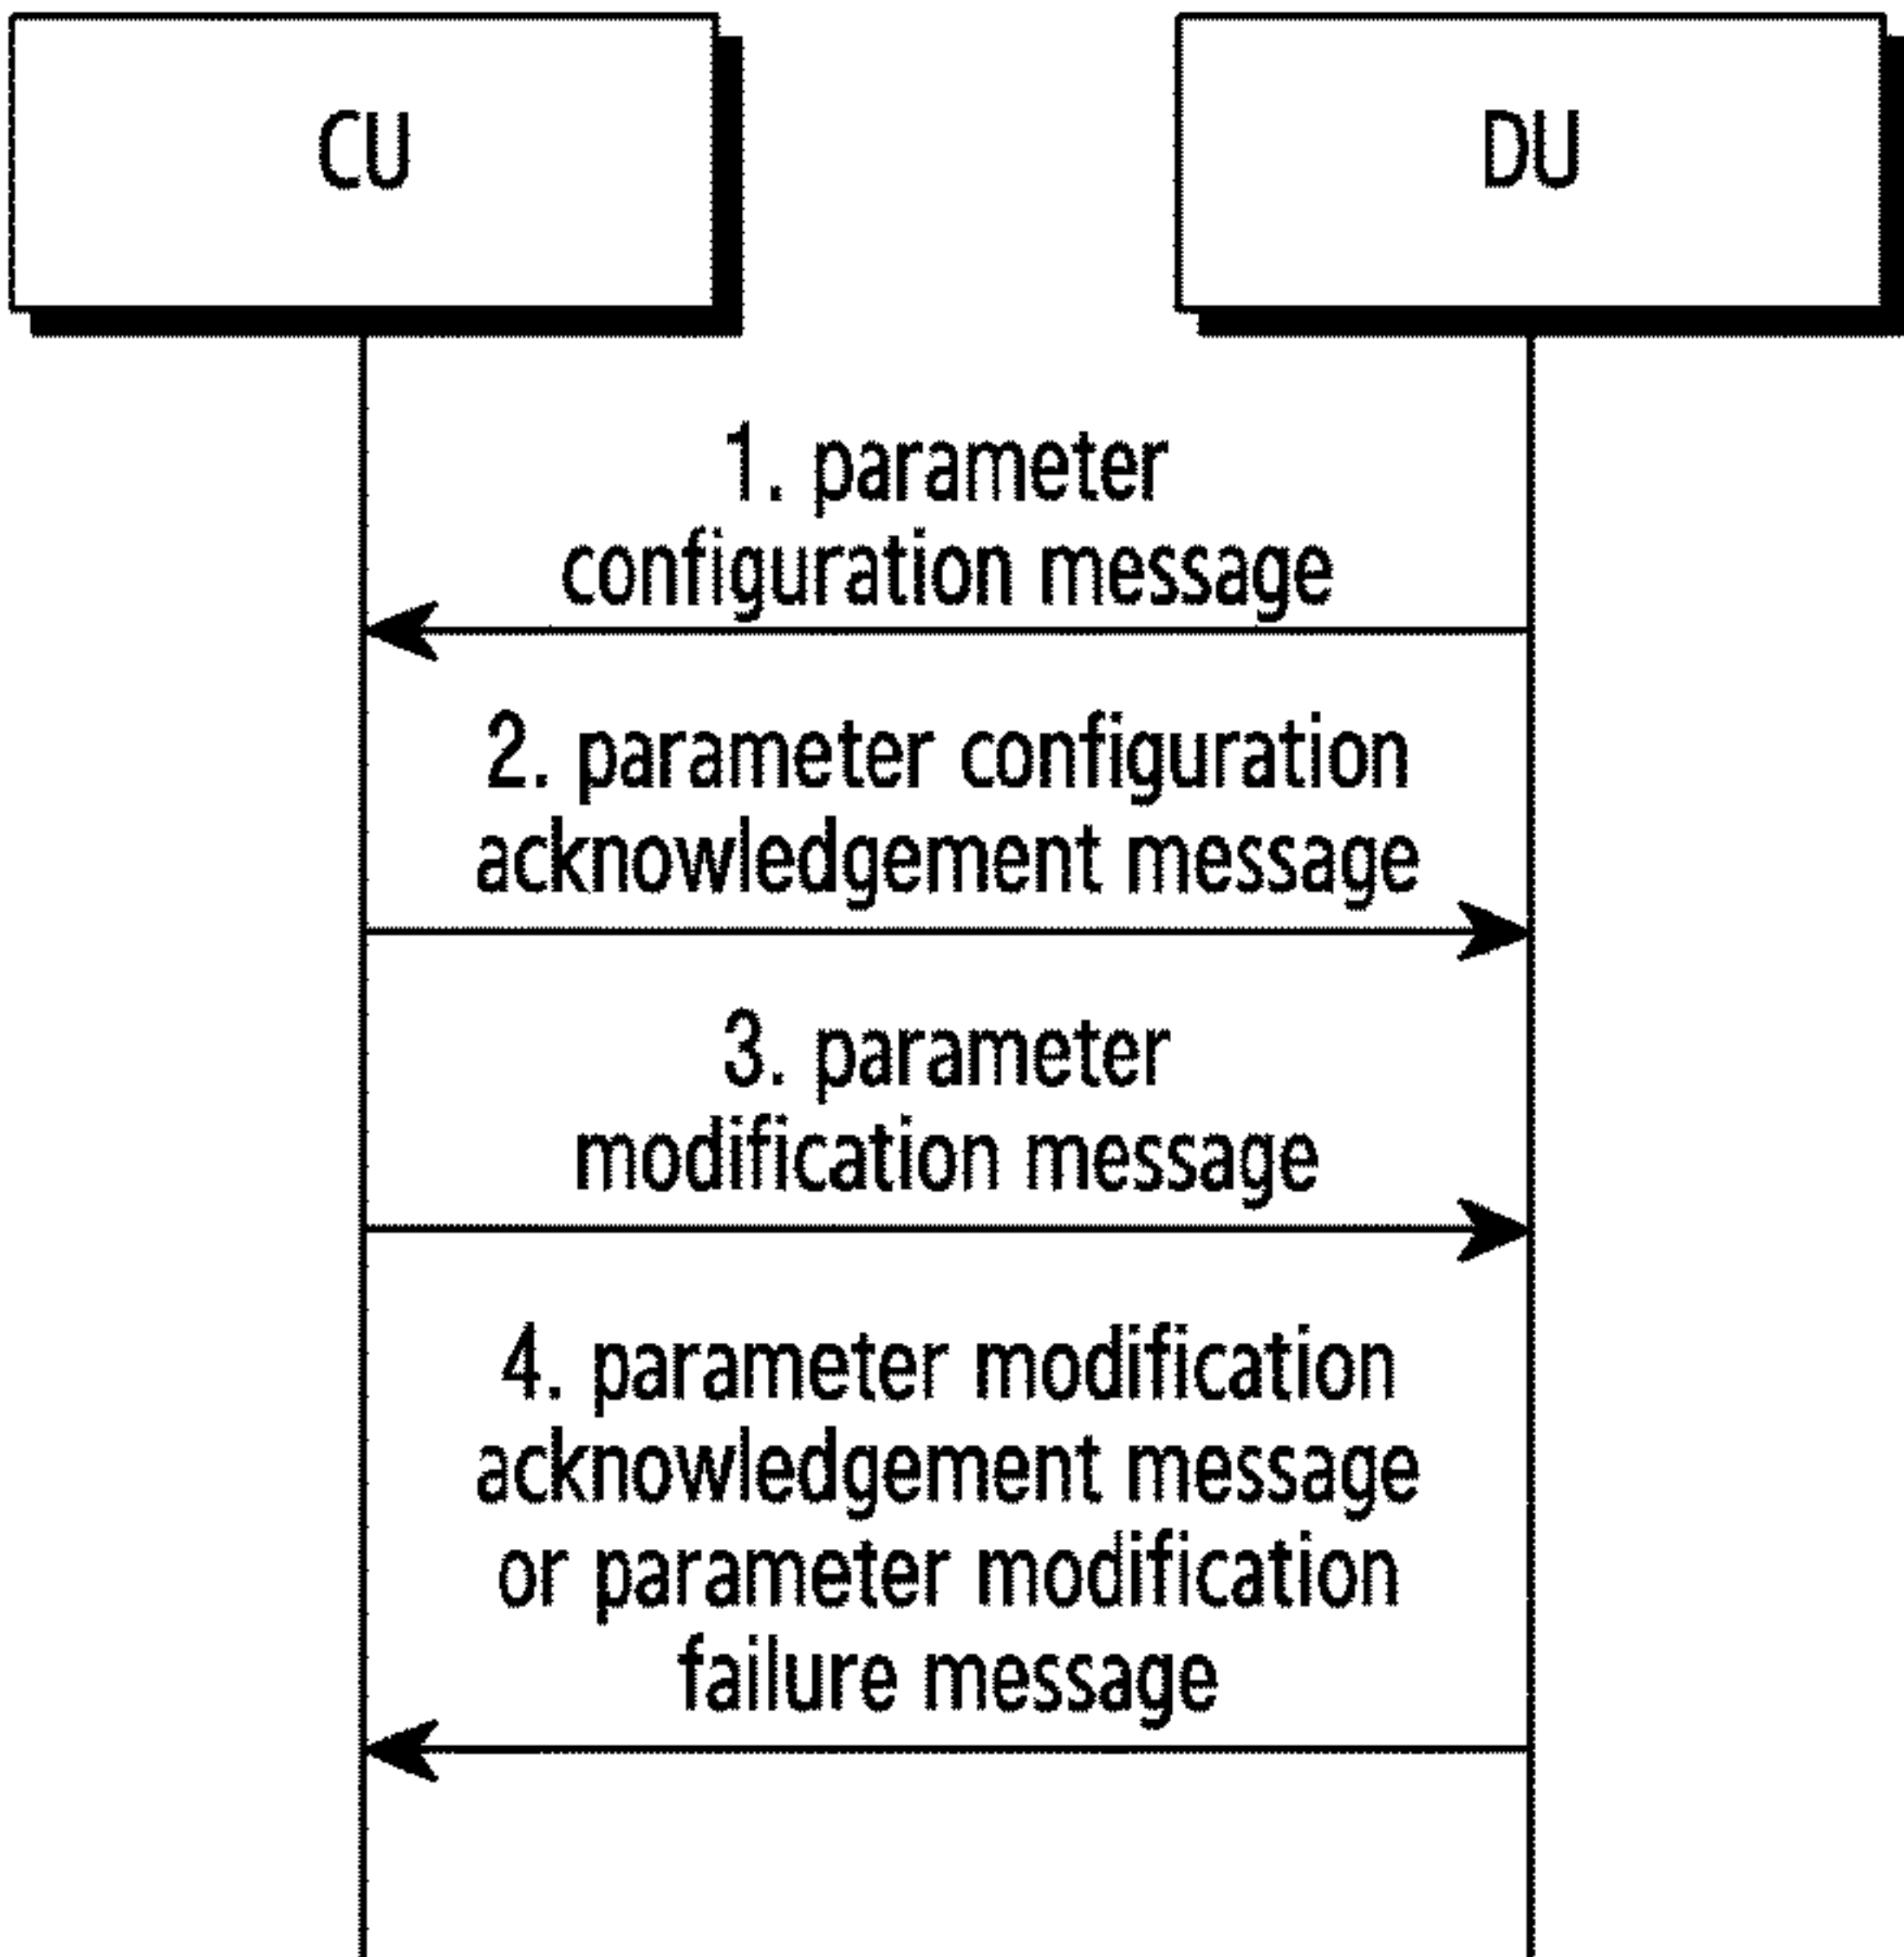 CU
DU
1. parameter
configuration message
2. parameter configuration
acknowledgement message
3. parameter
modification message
4. parameter modification
acknowledgement message
or parameter modification
failure message